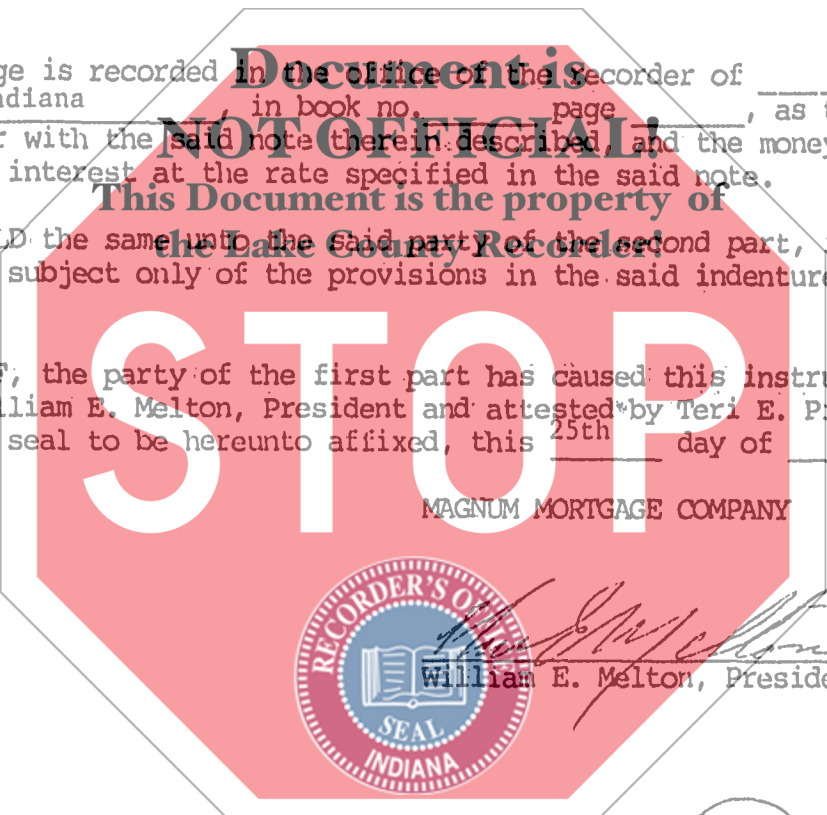 Document is
ge is recorded in the office of the Recorder of
ndiana , in book no. page , as t
NOT OFFICIAL!
r with the said note therein described, and the money
interest at the rate specified in the said note.
This Document is the property of
LD the same unto the said party of the second part,
the Lake County Recorder!
subject only of the provisions in the said indenture
STOP
F, the party of the first part has caused this instru
lliam E. Melton, President and attested by Teri E. Pr
seal to be hereunto affixed, this 25th day of
MAGNUM MORTGAGE COMPANY
RECORDER'S OFFICE
SEAL
INDIANA
William E. Melton, Preside